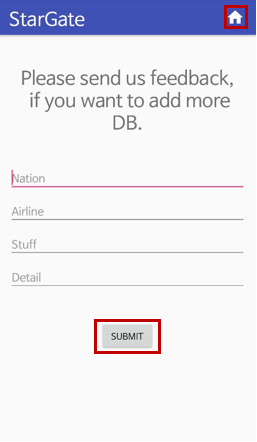 StarGate
Please send us feedback,
if you want to add more
DB.
Nation
Airline
Stuff
Detail
SUBMIT